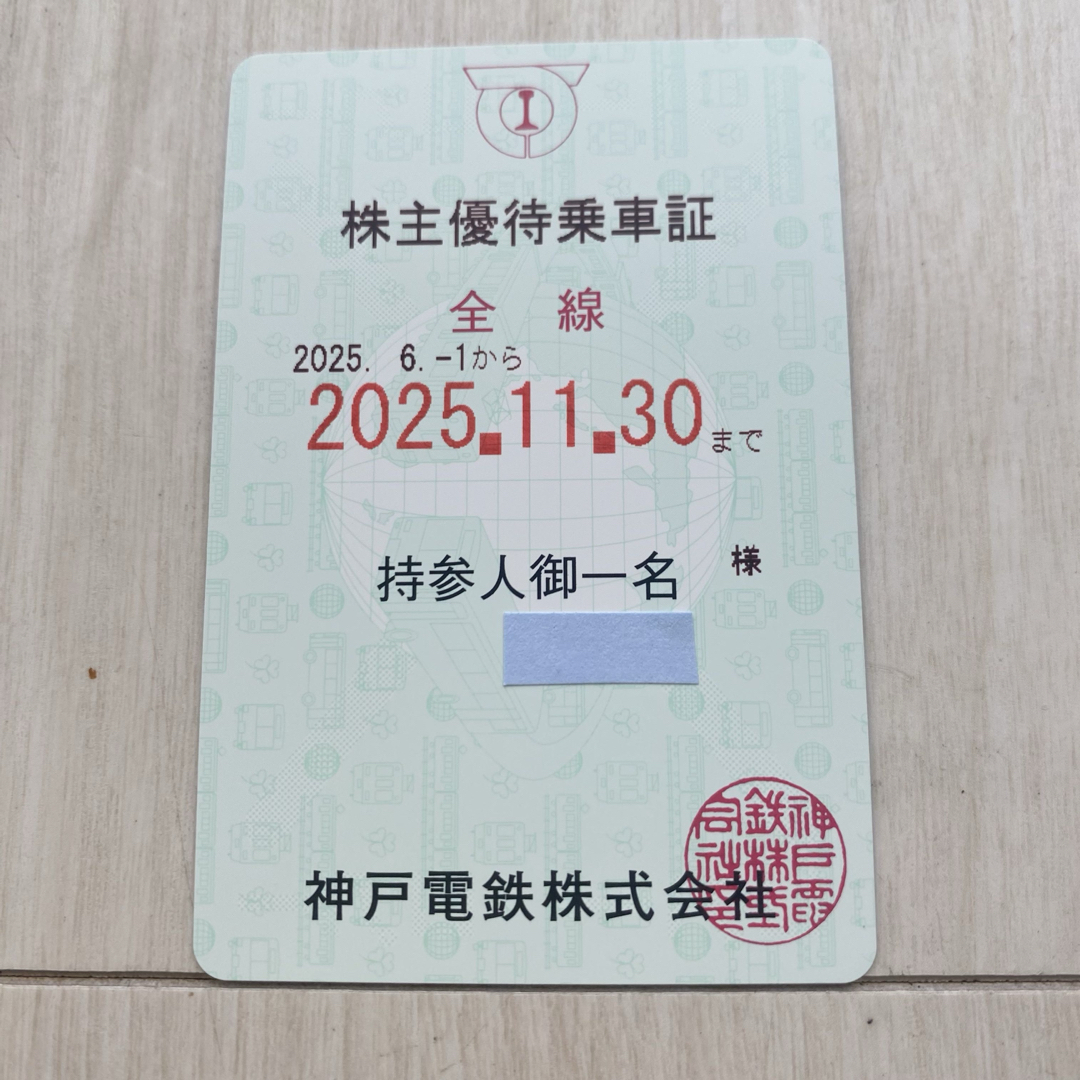 株主優待乗車証
全 線
2025. 6.-1から
2025.11.30まで
持参人御一名 様
神戸電鉄株式会社